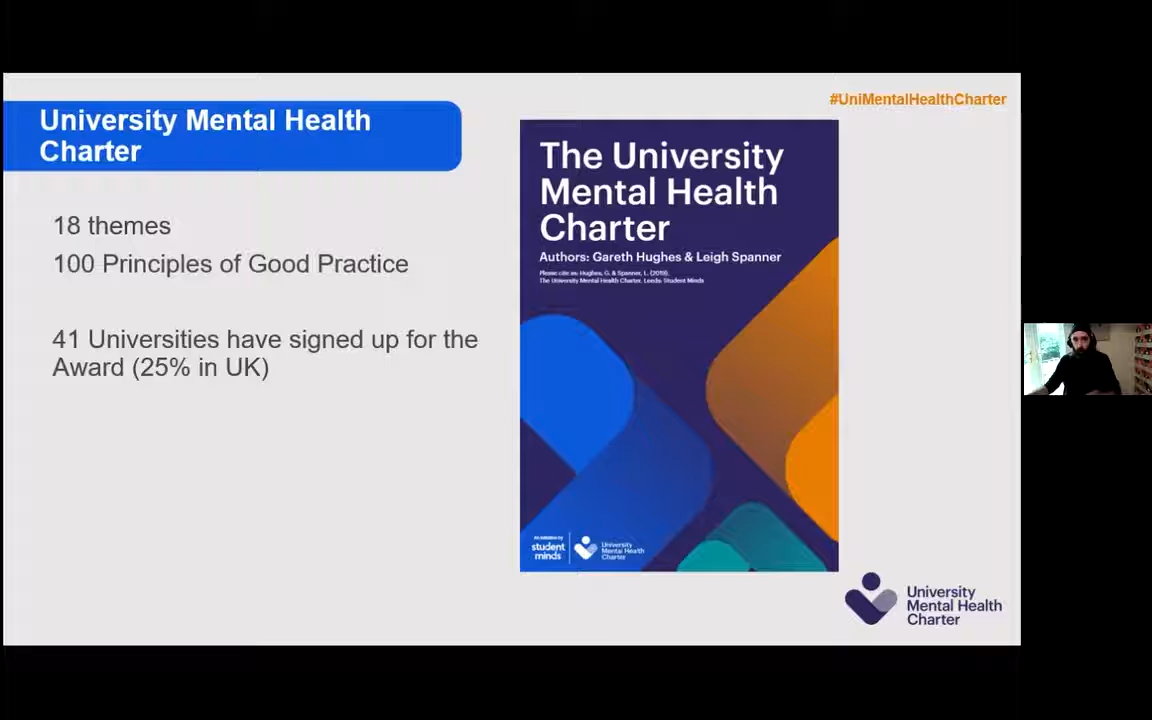 #UniMentalHealthCharter
University Mental Health
Charter
18 themes
100 Principles of Good Practice
41 Universities have signed up for the
Award (25% in UK)
The University
Mental Health
Charter
Authors: Gareth Hughes & Leigh Spanner
Please cite as: Hughes, G. & Spanner, L. (2019).
The University Mental Health Charter. Leeds: Student Minds
An initiative by
student
minds
University
Mental Health
Charter
University
Mental Health
Charter